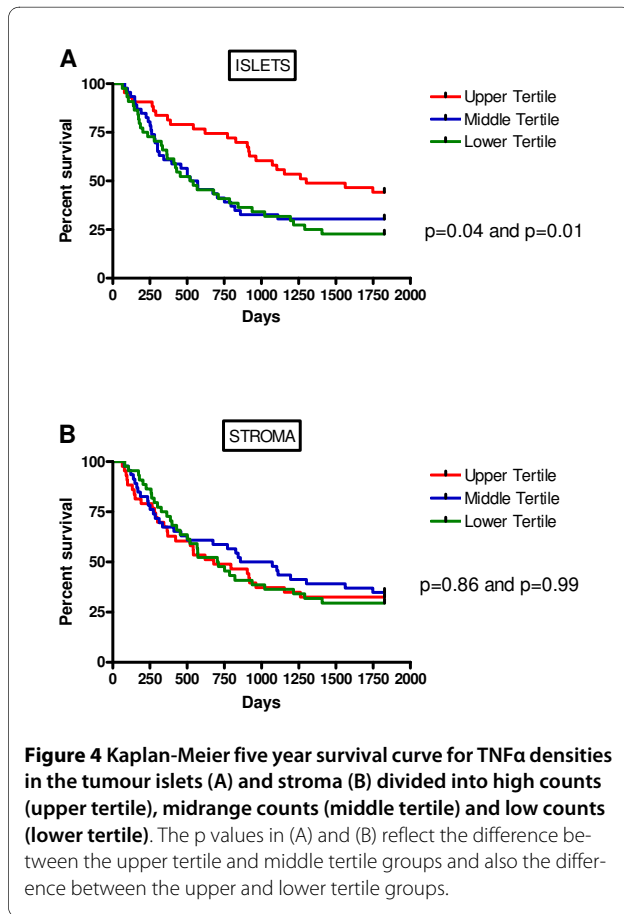 A
ISLETS
Percent survival
100
75
50
25
0
0 250 500 750 1000 1250 1500 1750 2000
Days
Upper Tertile
Middle Tertile
Lower Tertile
p=0.04 and p=0.01
B
STROMA
Percent survival
100
75
50
25
0
0 250 500 750 1000 1250 1500 1750 2000
Days
Upper Tertile
Middle Tertile
Lower Tertile
p=0.86 and p=0.99
Figure 4 Kaplan-Meier five year survival curve for TNFα densities
in the tumour islets (A) and stroma (B) divided into high counts
(upper tertile), midrange counts (middle tertile) and low counts
(lower tertile). The p values in (A) and (B) reflect the difference be-
tween the upper tertile and middle tertile groups and also the differ-
ence between the upper and lower tertile groups.